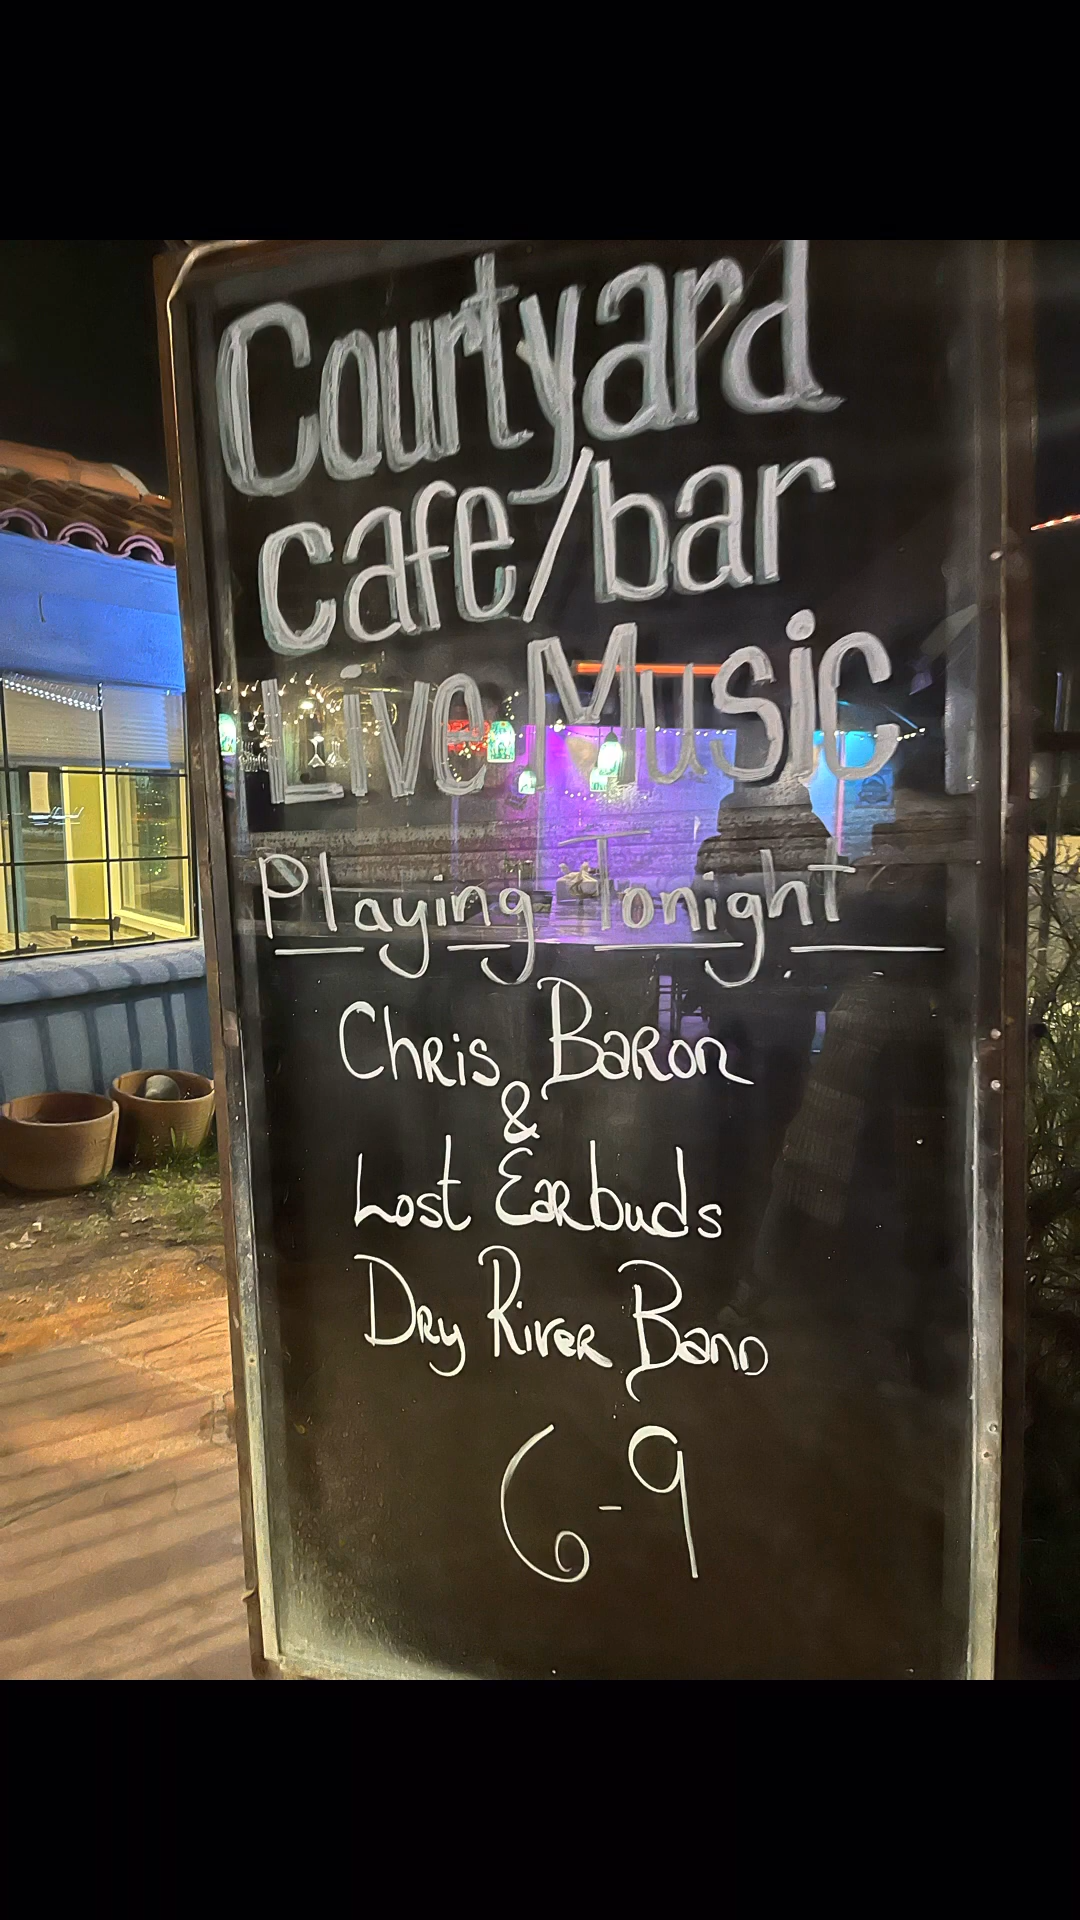 Courtyard
cafe/bar
Live Music
Playing Tonight
Chris Baron
&
Lost Earbuds
Dry River Band
6-9